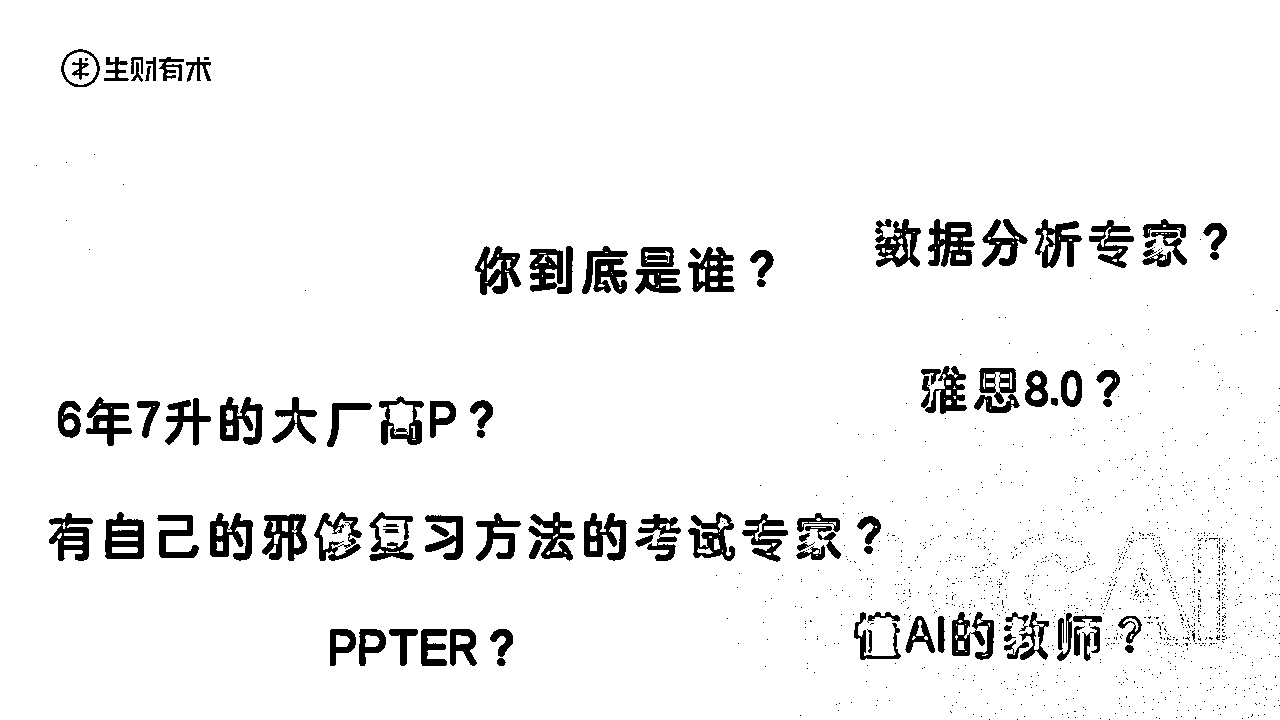 生财有术
你到底是谁？
数据分析专家？
雅思8.0？
6年7升的大厂高P？
有自己的邪修复习方法的考试专家？
PPTER？
懂AI的教师？